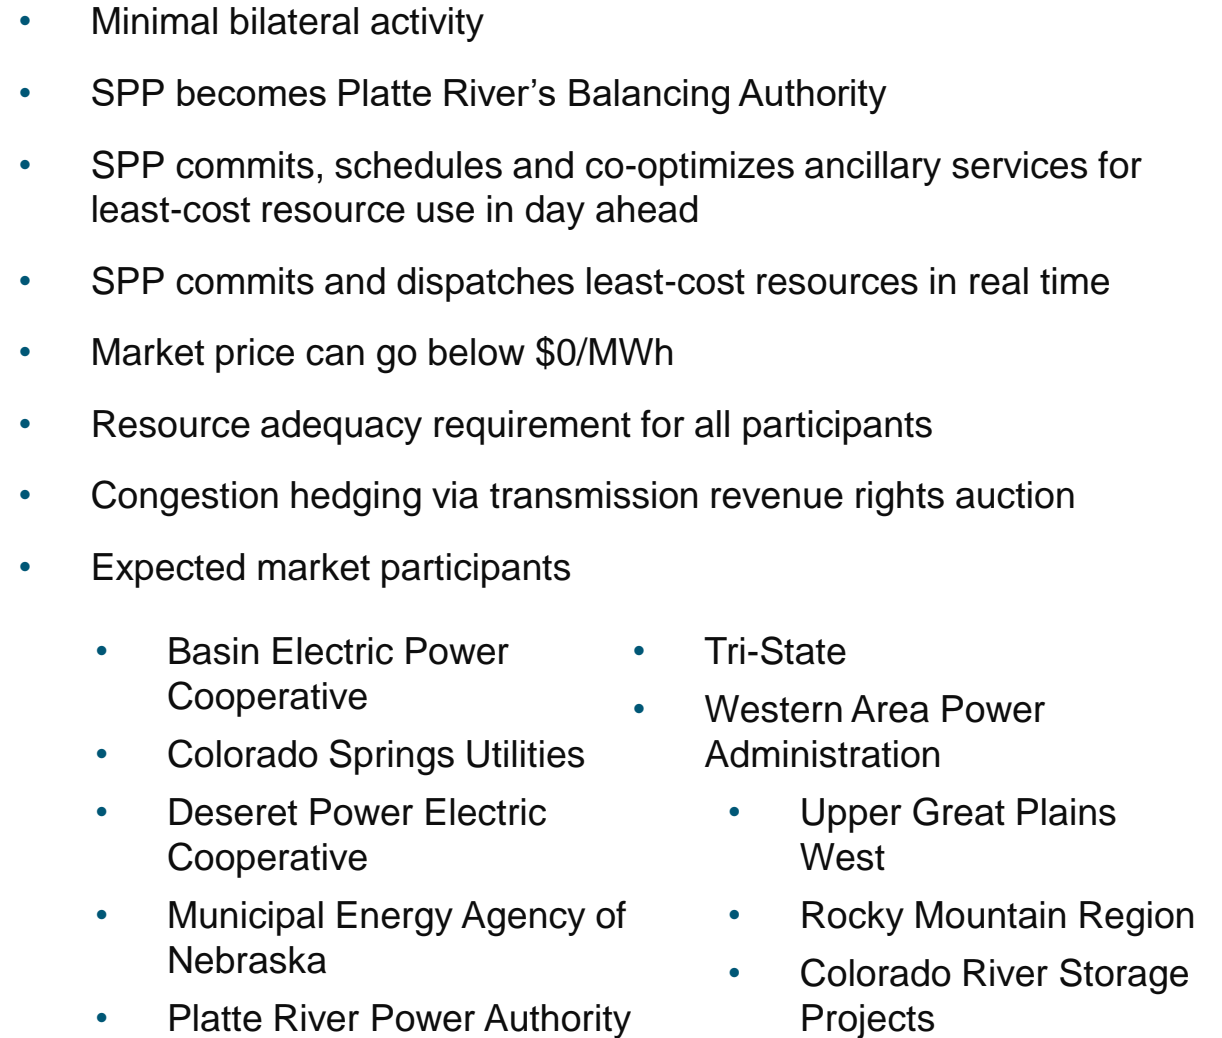 • Minimal bilateral activity
• SPP becomes Platte River’s Balancing Authority
• SPP commits, schedules and co-optimizes ancillary services for
least-cost resource use in day ahead
• SPP commits and dispatches least-cost resources in real time
• Market price can go below $0/MWh
• Resource adequacy requirement for all participants
• Congestion hedging via transmission revenue rights auction
• Expected market participants
• Basin Electric Power
Cooperative
• Colorado Springs Utilities
• Deseret Power Electric
Cooperative
• Municipal Energy Agency of
Nebraska
• Platte River Power Authority
• Tri-State
• Western Area Power
Administration
• Upper Great Plains
West
• Rocky Mountain Region
• Colorado River Storage
Projects